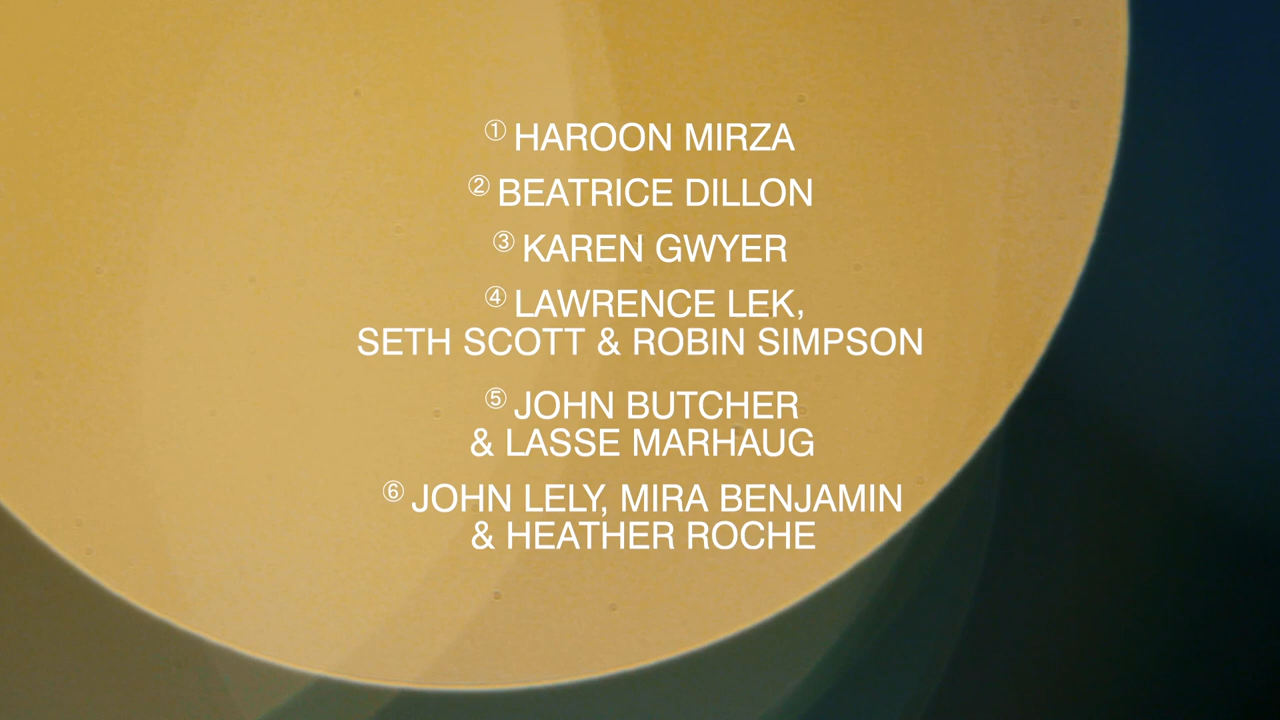 ① HAROON MIRZA
② BEATRICE DILLON
③ KAREN GWYER
④ LAWRENCE LEK,
SETH SCOTT & ROBIN SIMPSON
⑤ JOHN BUTCHER
& LASSE MARHAUG
⑥ JOHN LELY, MIRA BENJAMIN
& HEATHER ROCHE